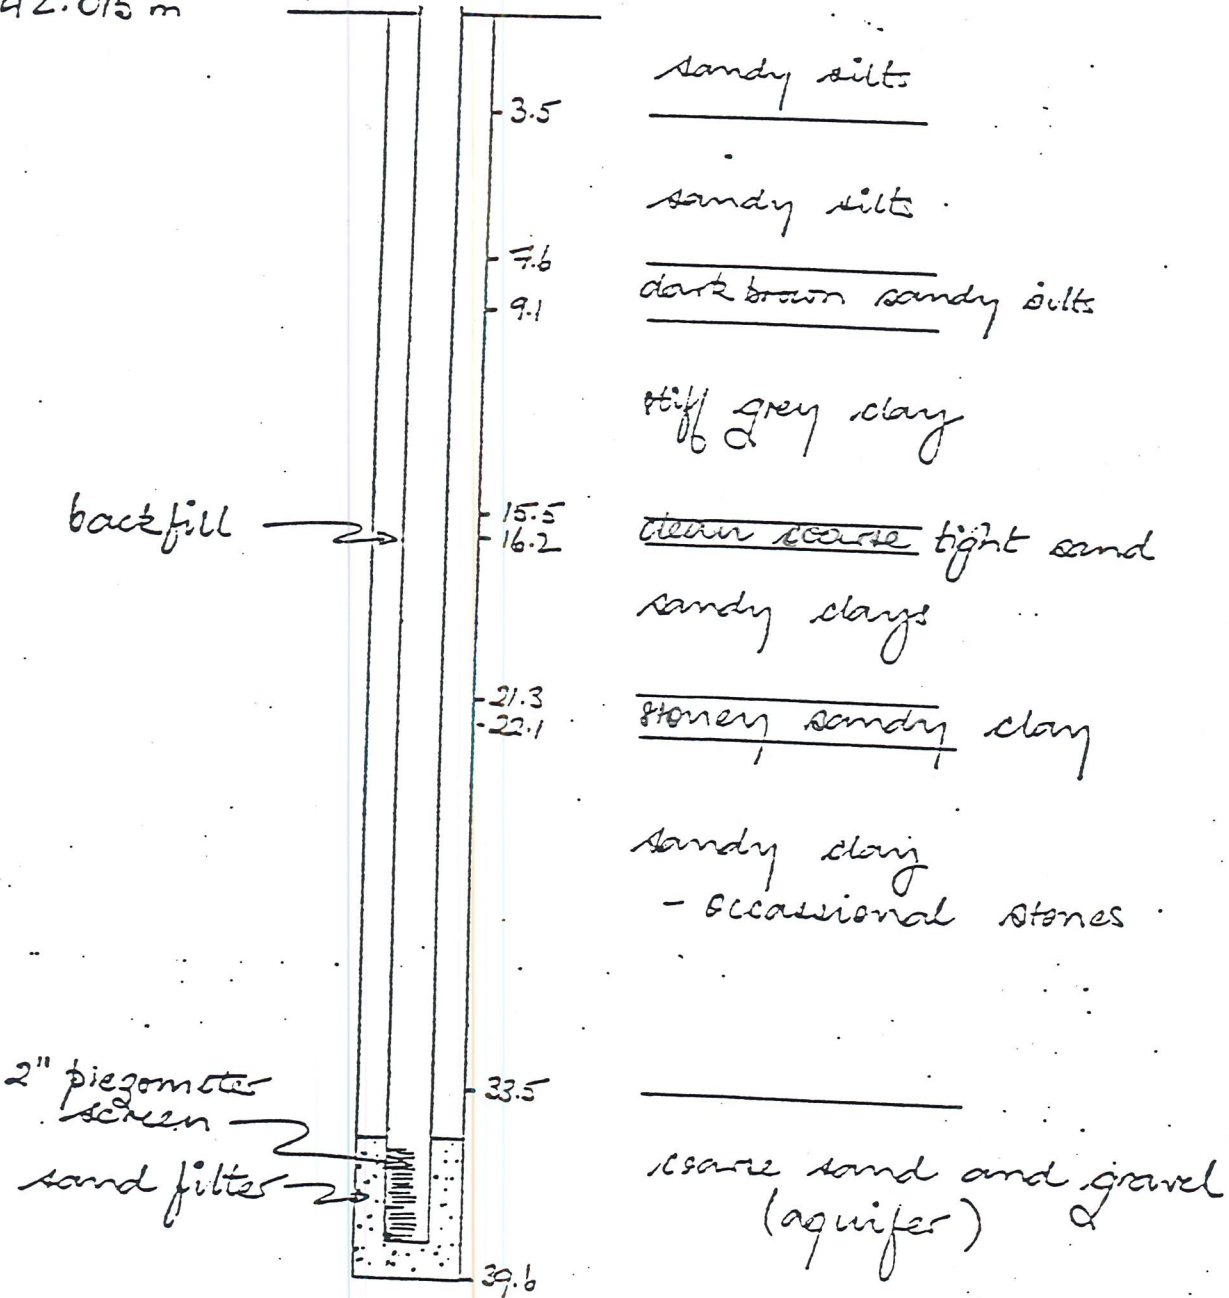 42.015 m
sandy silts
3.5
sandy silts
7.6
dark brown sandy silts
9.1
stiff grey clay
15.5
backfill
clean coarse tight sand
16.2
sandy clays
21.3
stoney sandy clay
22.1
sandy clay
- occassional stones
2" piezometer
screen
33.5
sand filter
coarse sand and gravel
(aquifer)
39.6